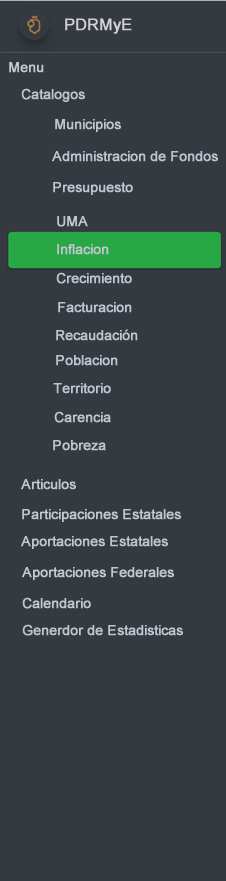 PDRMyE
Menu
Catalogos
Municipios
Administracion de Fondos
Presupuesto
UMA
Inflacion
Crecimiento
Facturacion
Recaudación
Poblacion
Territorio
Carencia
Pobreza
Articulos
Participaciones Estatales
Aportaciones Estatales
Aportaciones Federales
Calendario
Generdor de Estadisticas